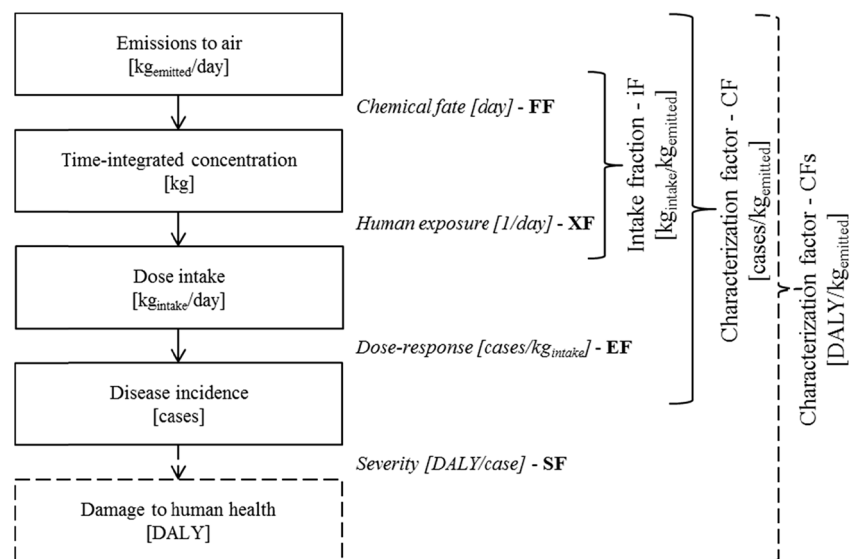 Emissions to air
[kgemitted/day]
Chemical fate [day] - FF
Time-integrated concentration
[kg]
Human exposure [1/day] - XF
Dose intake
[kgintake/day]
Dose-response [cases/kgintake] - EF
Disease incidence
[cases]
Severity [DALY/case] - SF
Damage to human health
[DALY]
Intake fraction - iF
[kgintake/kgemitted]
Characterization factor - CF
[cases/kgemitted]
Characterization factor - CFs
[DALY/kgemitted]